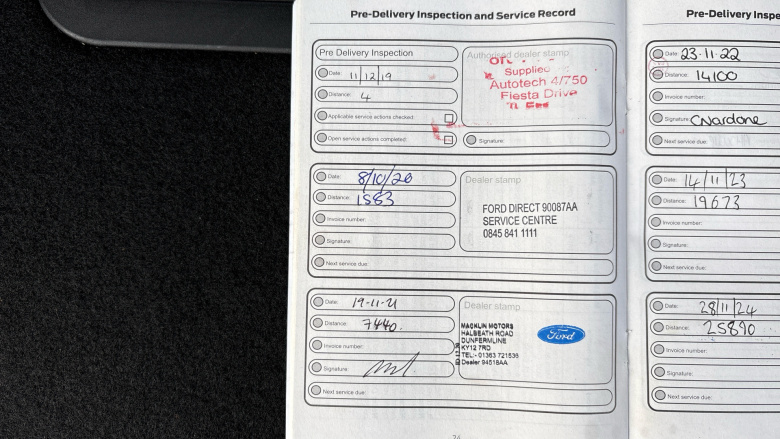 Pre-Delivery Inspection and Service Record
Pre Delivery Inspection
Date: 11/12/19
Distance: 4
Applicable service actions checked:
Open service actions completed:
Authorised dealer stamp
Supplied
Autotech 4/750
Fiesta Drive
Signature:
Date: 8/10/20
Distance: 1583
Invoice number:
Signature:
Next service due:
Dealer stamp
FORD DIRECT 90087AA
SERVICE CENTRE
0845 841 1111
Date: 19-11-21
Distance: 7440.
Invoice number:
Signature:
Next service due:
Dealer stamp
MACKLIN MOTORS
HALBEATH ROAD
DUNFERMLINE
KY12 7RD
TEL:- 01383 721536
Dealer 94518AA
Ford
Pre-Delivery Inspe
Date: 23-11-22
Distance: 14100
Invoice number:
Signature: CNardone
Next service due:
Date: 14/11/23
Distance: 19673
Invoice number:
Signature:
Next service due:
Date: 28/11/24
Distance: 25890
Invoice number:
Signature:
Next service due: